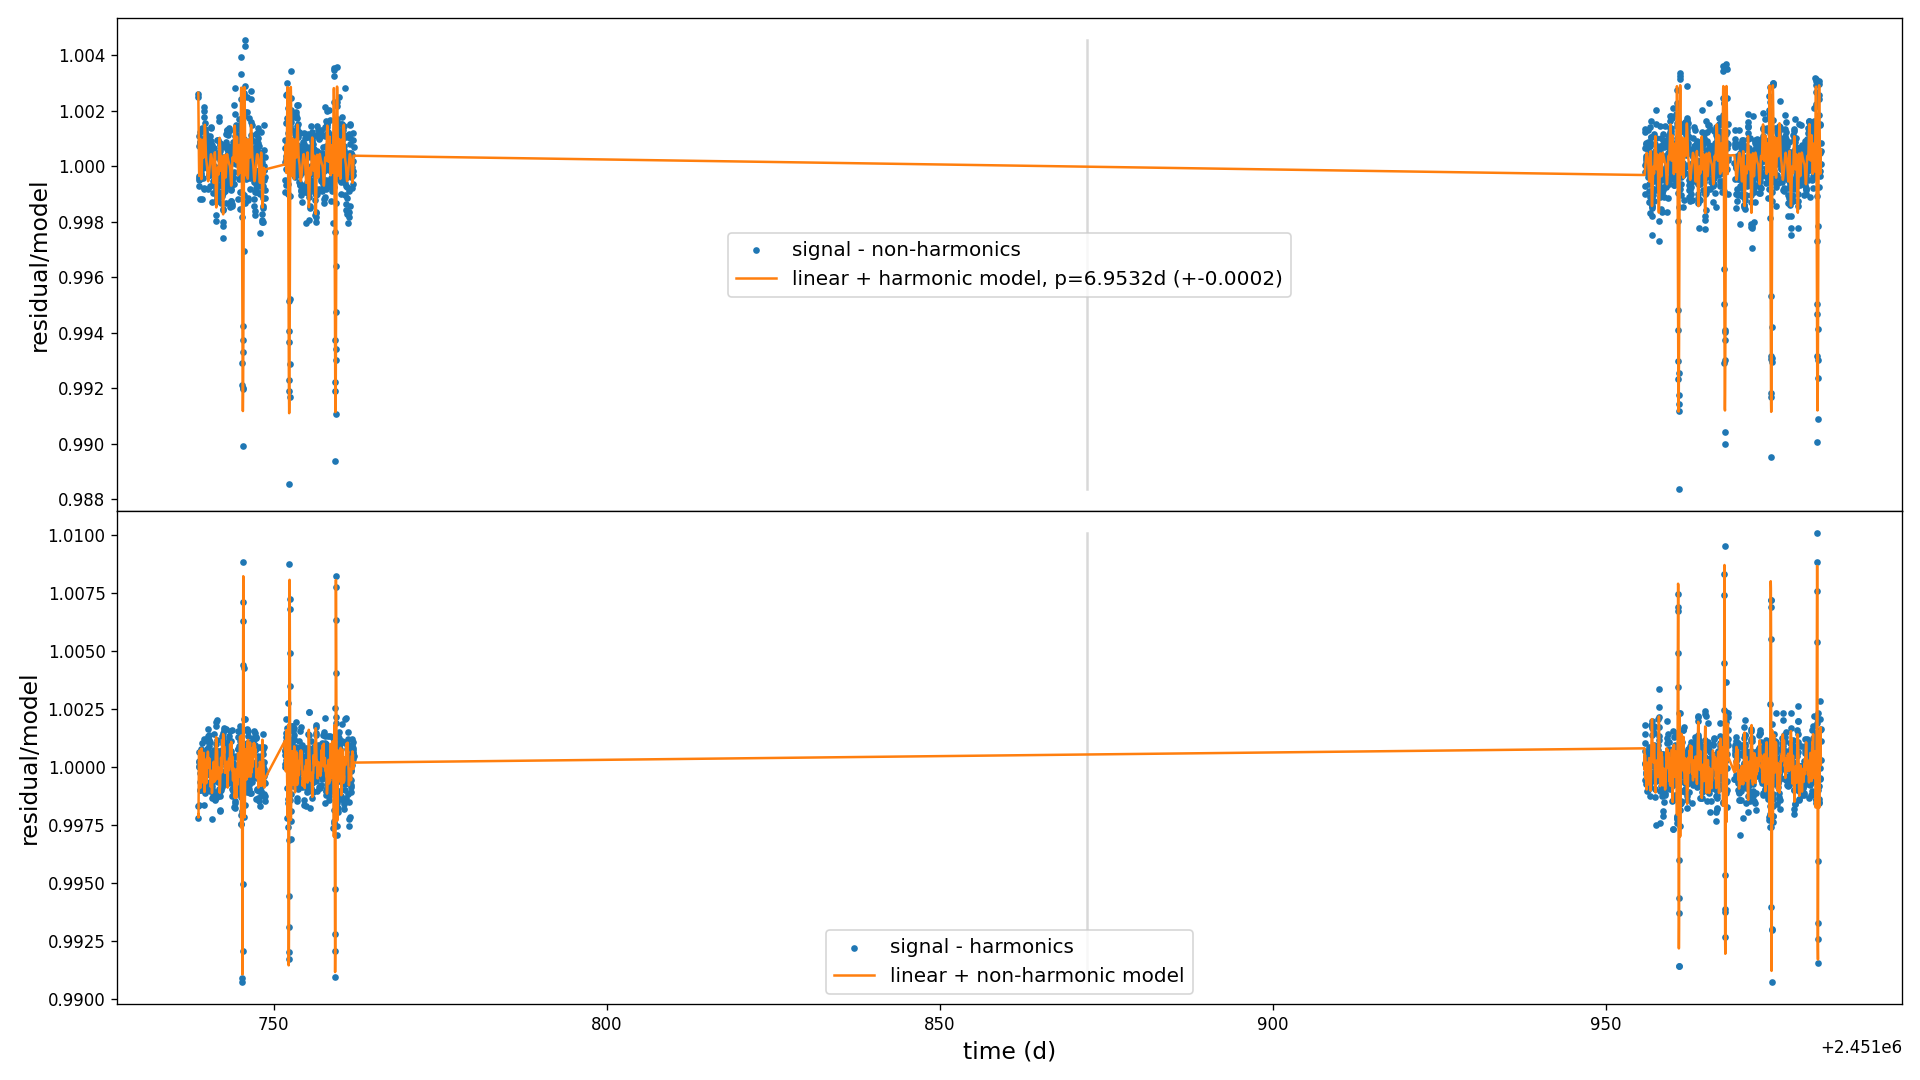 1.004
1.002
1.000
0.998
0.996
0.994
0.992
0.990
0.988
residual/model
signal - non-harmonics
linear + harmonic model, p=6.9532d (+-0.0002)
1.0100
1.0075
1.0050
1.0025
1.0000
0.9975
0.9950
0.9925
0.9900
residual/model
signal - harmonics
linear + non-harmonic model
750 800 850 900 950
time (d)
+2.451e6